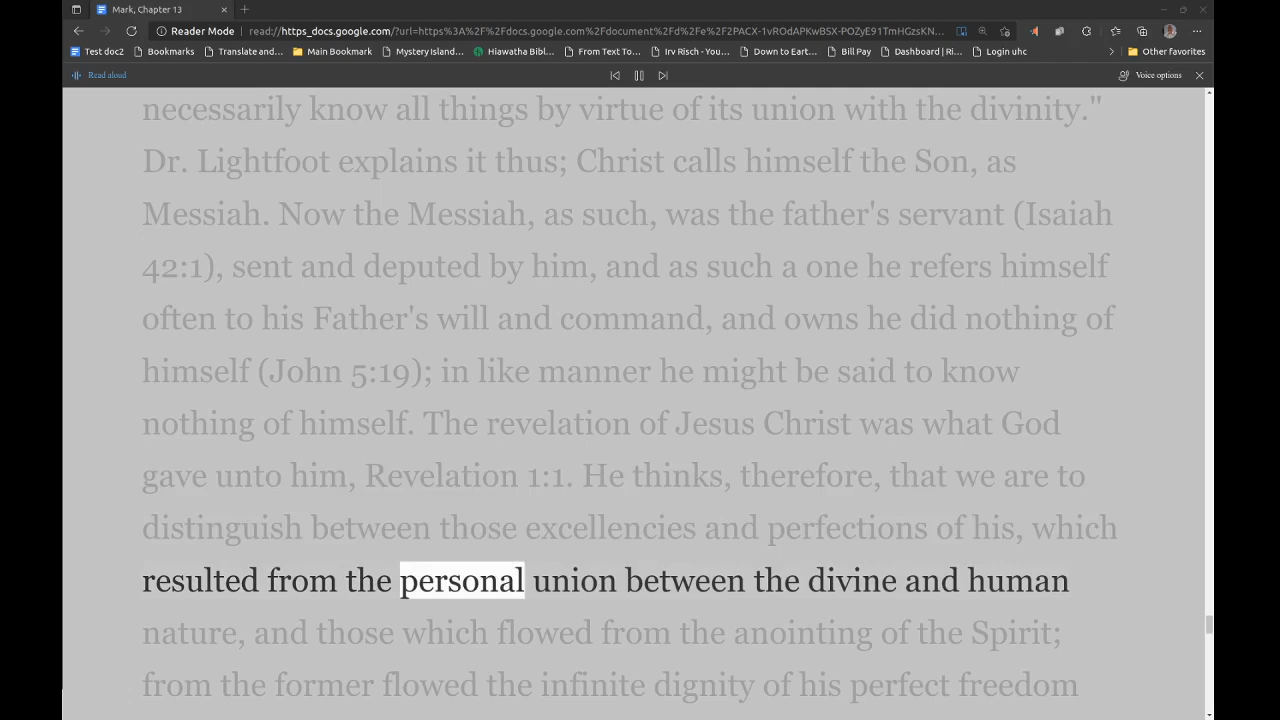 Mark, Chapter 13
Reader Mode read://https_docs.google.com/?url=https%3A%2F%2Fdocs.google.com%2Fdocument%2Fd%2Fe%2F2PACX-1vROdAPKwBSX-POZyE91TmHGzsKN...
Test doc2 Bookmarks Translate and... Main Bookmark Mystery Island... Hiawatha Bibl... From Text To... Irv Risch - You... Down to Eart... Bill Pay Dashboard | Ri... Login uhc Other favorites
Read aloud Voice options
necessarily know all things by virtue of its union with the divinity."
Dr. Lightfoot explains it thus; Christ calls himself the Son, as
Messiah. Now the Messiah, as such, was the father's servant (Isaiah
42:1), sent and deputed by him, and as such a one he refers himself
often to his Father's will and command, and owns he did nothing of
himself (John 5:19); in like manner he might be said to know
nothing of himself. The revelation of Jesus Christ was what God
gave unto him, Revelation 1:1. He thinks, therefore, that we are to
distinguish between those excellencies and perfections of his, which
resulted from the personal union between the divine and human
nature, and those which flowed from the anointing of the Spirit;
from the former flowed the infinite dignity of his perfect freedom